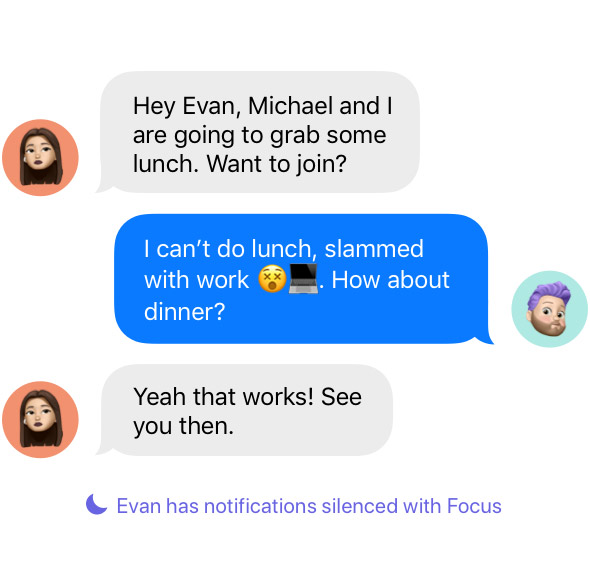 Hey Evan, Michael and I
are going to grab some
lunch. Want to join?
I can’t do lunch, slammed
with work 😵💻. How about
dinner?
Yeah that works! See
you then.
Evan has notifications silenced with Focus